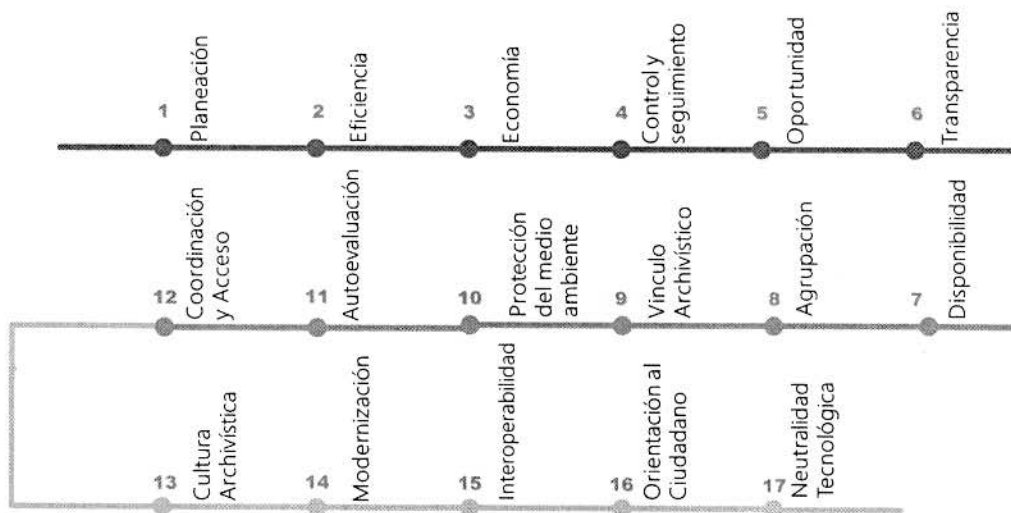 1
Planeación
2
Eficiencia
3
Economía
4
Control y
seguimiento
5
Oportunidad
6
Transparencia
7
Disponibilidad
8
Agrupación
9
Vinculo
Archivístico
10
Protección
del medio
ambiente
11
Autoevaluación
12
Coordinación
y Acceso
13
Cultura
Archivística
14
Modernización
15
Interoperabilidad
16
Orientación al
Ciudadano
17
Neutralidad
Tecnológica